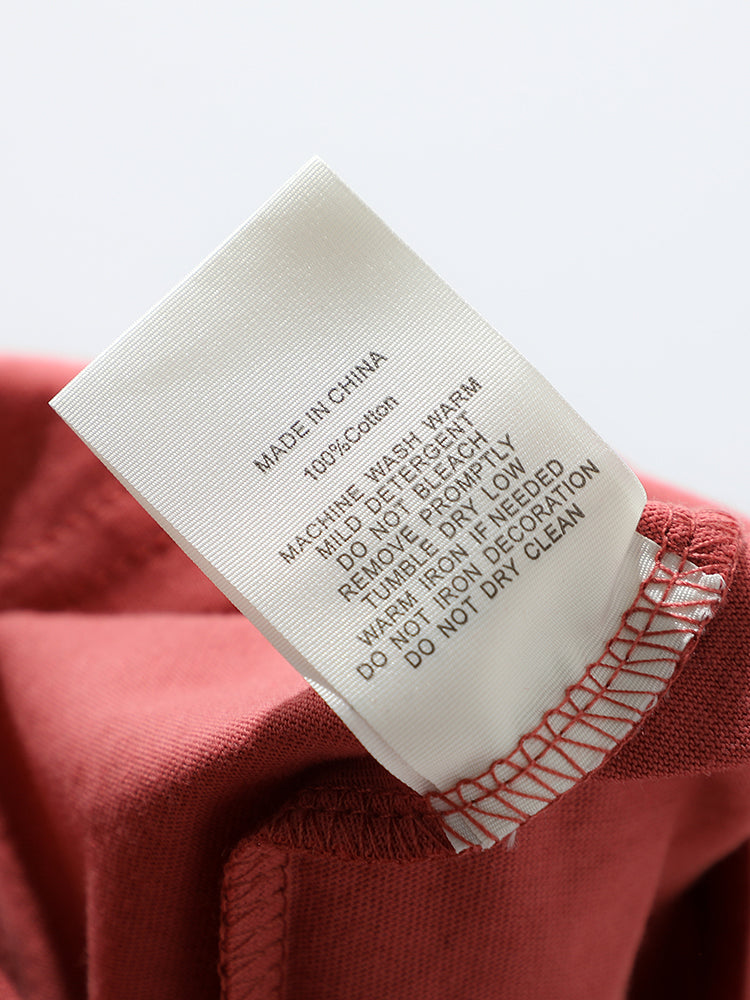 MADE IN CHINA
100%Cotton
MACHINE WASH WARM
MILD DETERGENT
DO NOT BLEACH
REMOVE PROMPTLY
TUMBLE DRY LOW
WARM IRON IF NEEDED
DO NOT IRON DECORATION
DO NOT DRY CLEAN